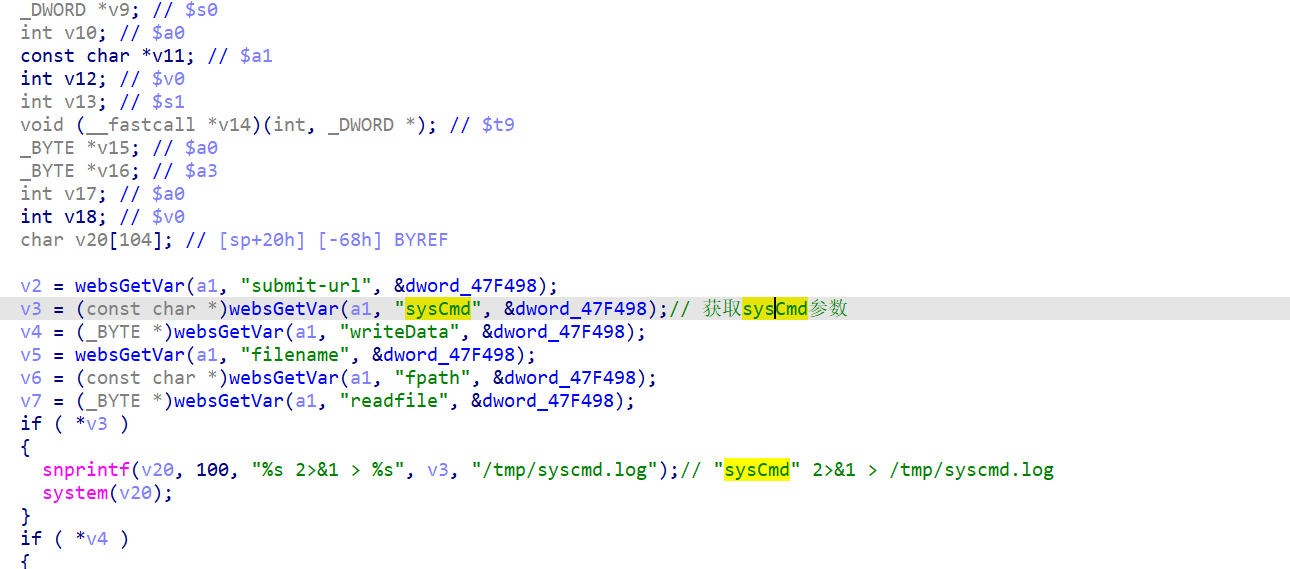 _DWORD *v9; // $s0
int v10; // $a0
const char *v11; // $a1
int v12; // $v0
int v13; // $s1
void (__fastcall *v14)(int, _DWORD *); // $t9
_BYTE *v15; // $a0
_BYTE *v16; // $a3
int v17; // $a0
int v18; // $v0
char v20[104]; // [sp+20h] [-68h] BYREF
v2 = websGetVar(a1, "submit-url", &dword_47F498);
v3 = (const char *)websGetVar(a1, "sysCmd", &dword_47F498);// 获取sysCmd参数
v4 = (_BYTE *)websGetVar(a1, "writeData", &dword_47F498);
v5 = websGetVar(a1, "filename", &dword_47F498);
v6 = (const char *)websGetVar(a1, "fpath", &dword_47F498);
v7 = (_BYTE *)websGetVar(a1, "readfile", &dword_47F498);
if ( *v3 )
{
snprintf(v20, 100, "%s 2>&1 > %s", v3, "/tmp/syscmd.log");// "sysCmd" 2>&1 > /tmp/syscmd.log
system(v20);
}
if ( *v4 )
{